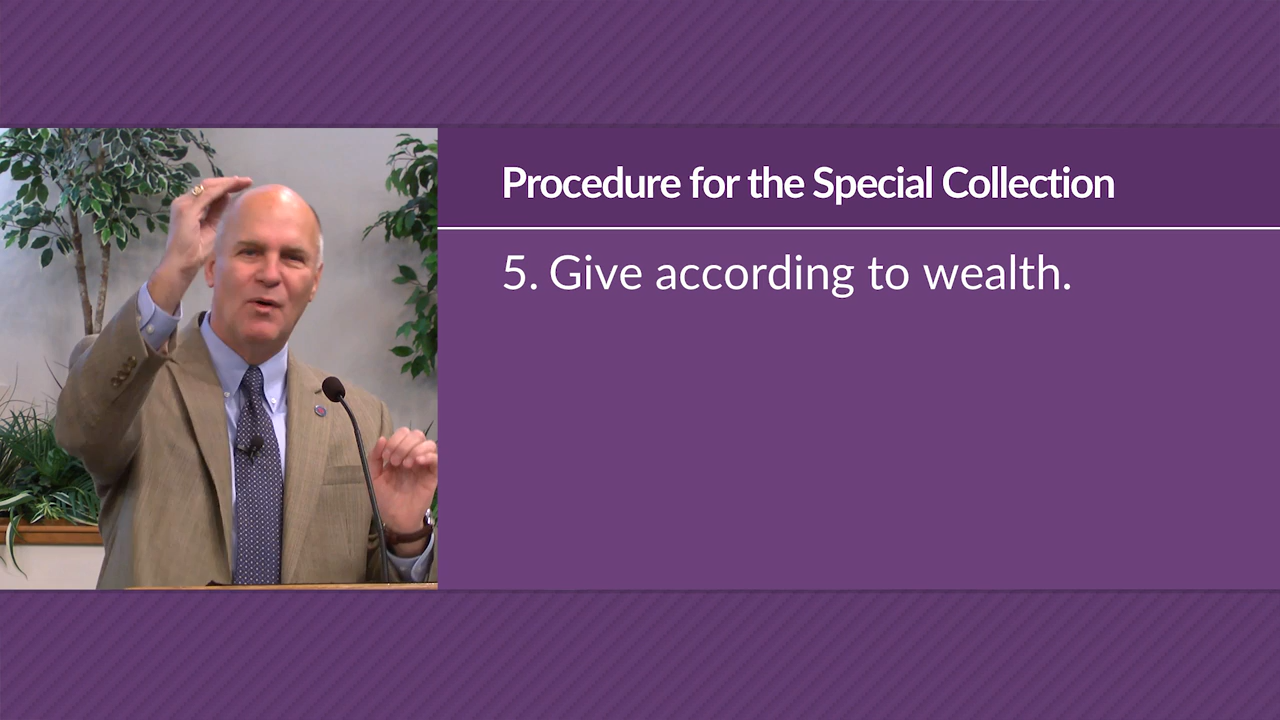 Procedure for the Special Collection
5. Give according to wealth.